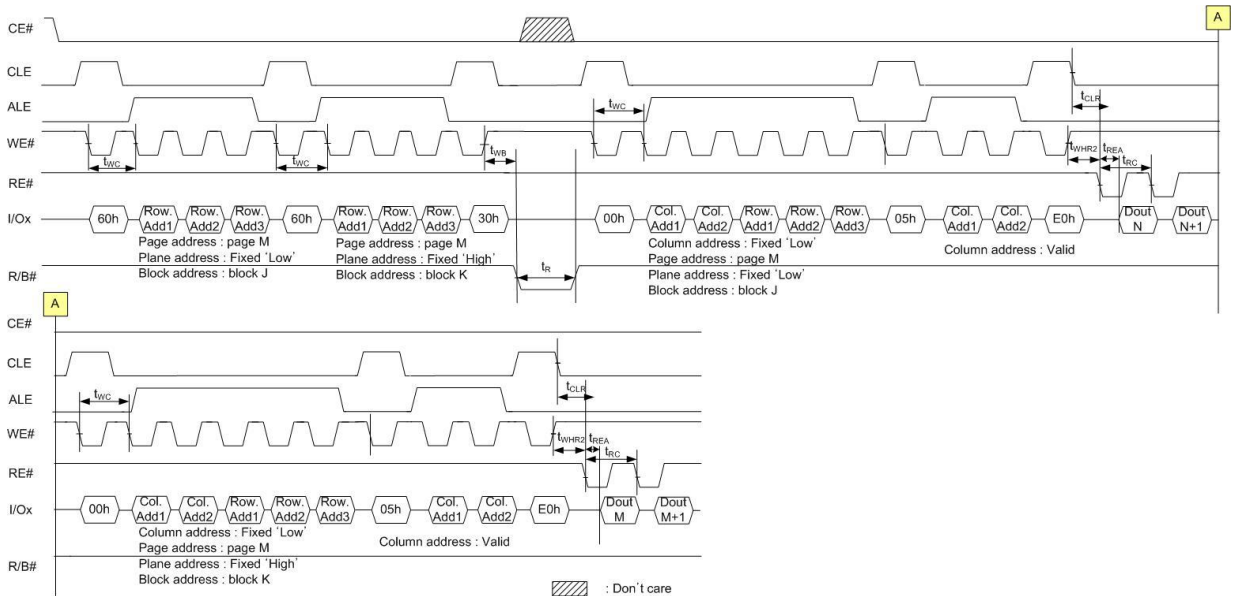 A
CE#
CLE
tCLR
ALE
tWC
WE#
tWC
tWC
tWB
tWHR2
tREA
tRC
RE#
I/Ox
60h
Row. Add1
Row. Add2
Row. Add3
60h
Row. Add1
Row. Add2
Row. Add3
30h
00h
Col. Add1
Col. Add2
Row. Add1
Row. Add2
Row. Add3
05h
Col. Add1
Col. Add2
E0h
Dout N
Dout N+1
Page address : page M
Plane address : Fixed 'Low'
Block address : block J
Page address : page M
Plane address : Fixed 'High'
Block address : block K
Column address : Fixed 'Low'
Page address : page M
Plane address : Fixed 'Low'
Block address : block J
Column address : Valid
R/B#
tR
A
CE#
CLE
tCLR
ALE
tWC
WE#
tWHR2
tREA
tRC
RE#
I/Ox
00h
Col. Add1
Col. Add2
Row. Add1
Row. Add2
Row. Add3
05h
Col. Add1
Col. Add2
E0h
Dout M
Dout M+1
Column address : Fixed 'Low'
Page address : page M
Plane address : Fixed 'High'
Block address : block K
Column address : Valid
R/B#
: Don't care